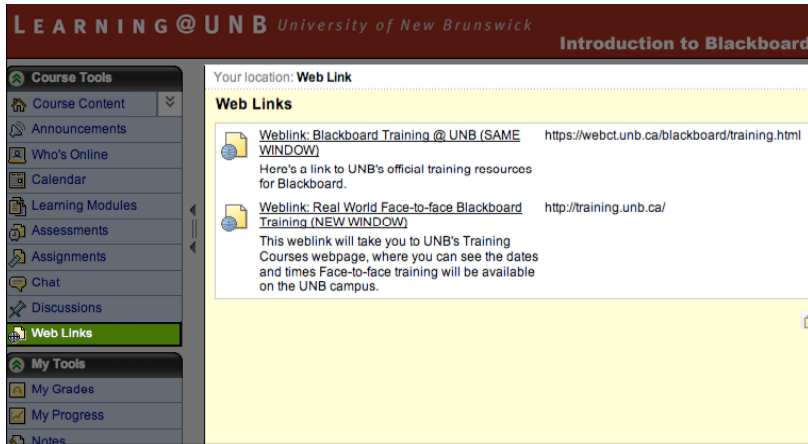 LEARNING@UNB University of New Brunswick
Introduction to Blackboard
Course Tools
Course Content
Announcements
Who's Online
Calendar
Learning Modules
Assessments
Assignments
Chat
Discussions
Web Links
My Tools
My Grades
My Progress
Notes
Your location: Web Link
Web Links
Weblink: Blackboard Training @ UNB (SAME
WINDOW)
https://webct.unb.ca/blackboard/training.html
Here's a link to UNB's official training resources
for Blackboard.
Weblink: Real World Face-to-face Blackboard
Training (NEW WINDOW)
http://training.unb.ca/
This weblink will take you to UNB's Training
Courses webpage, where you can see the dates
and times Face-to-face training will be available
on the UNB campus.